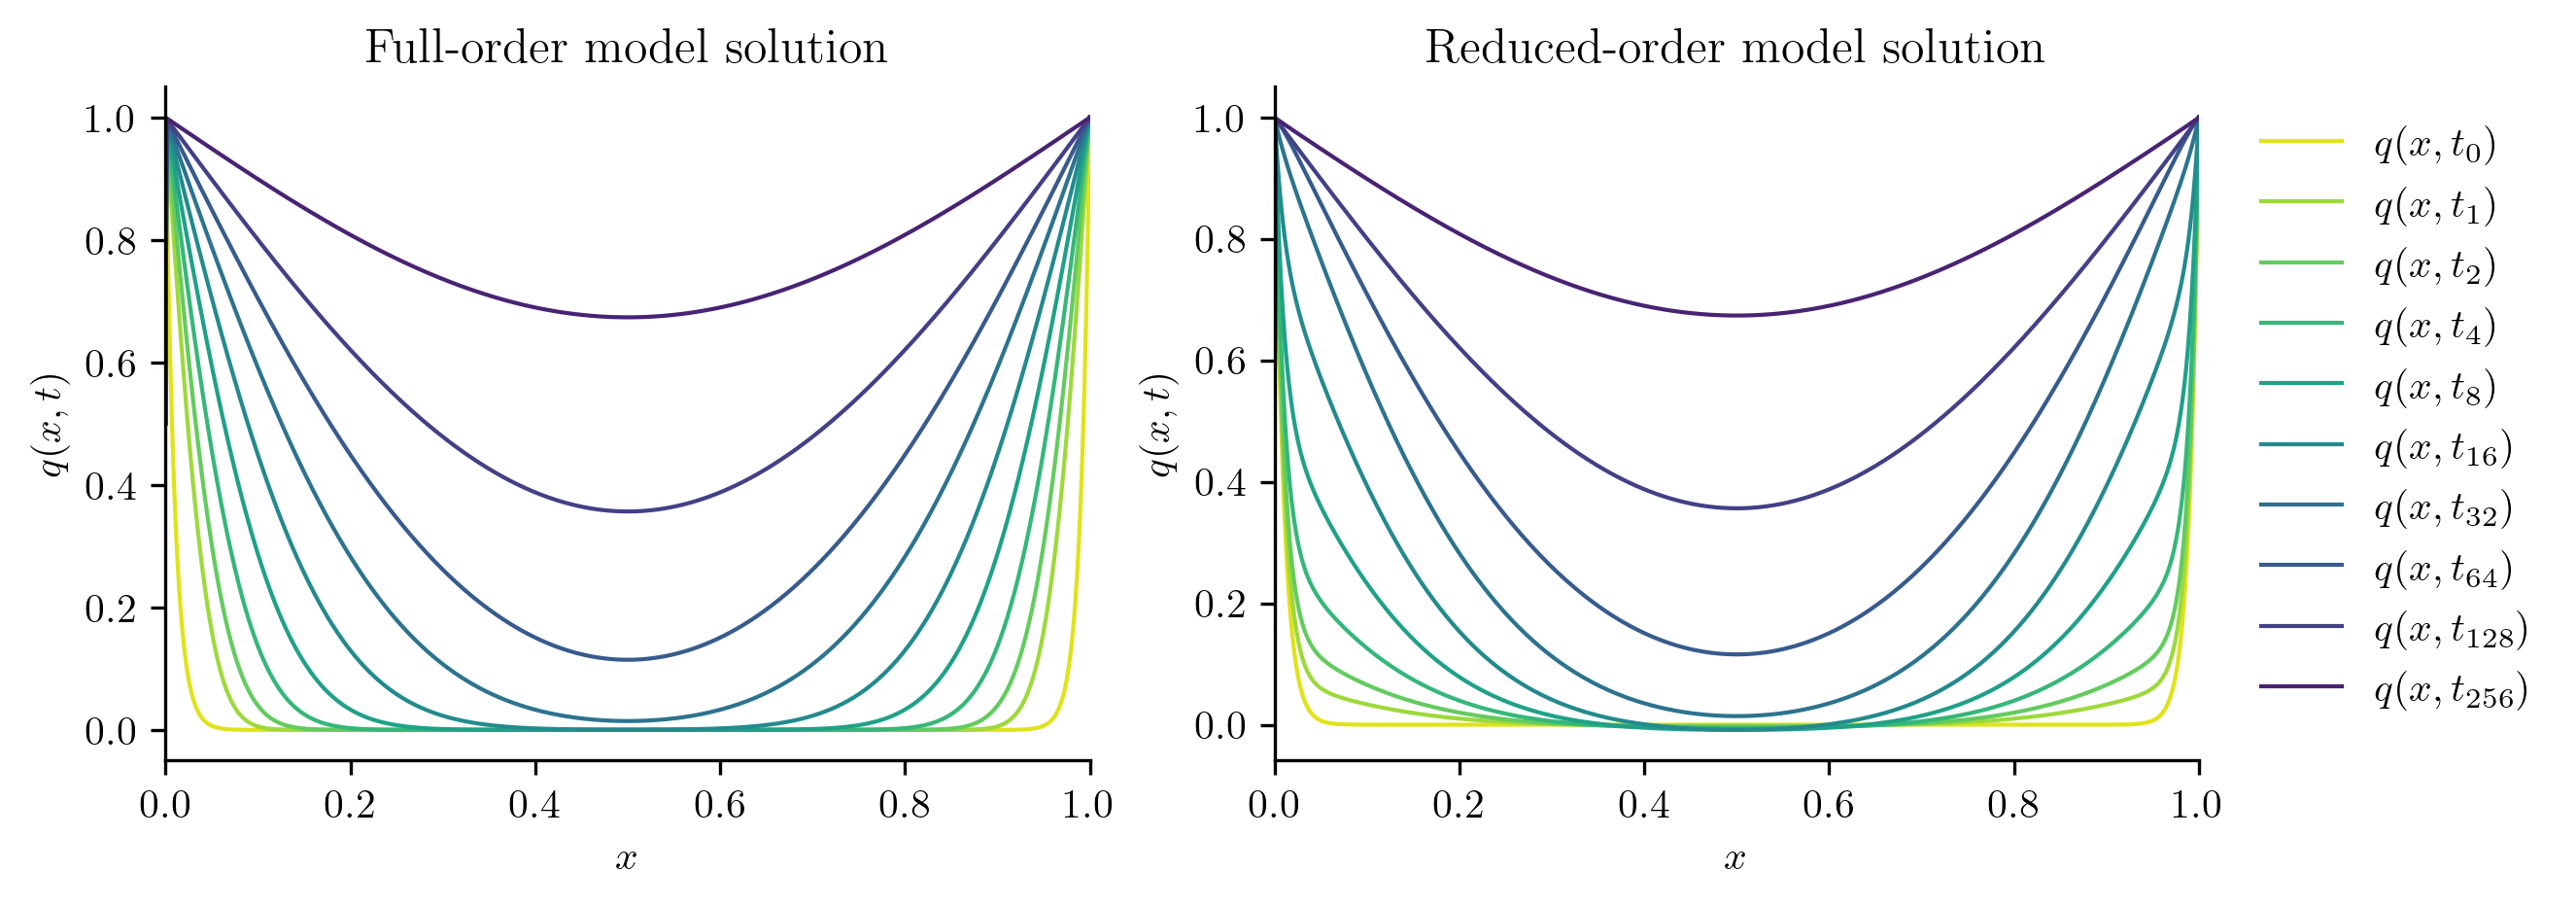 Full-order model solution
1.0
0.8
0.6
0.4
0.2
0.0
q(x, t)
0.0 0.2 0.4 0.6 0.8 1.0
x
Reduced-order model solution
1.0
0.8
0.6
0.4
0.2
0.0
q(x, t)
0.0 0.2 0.4 0.6 0.8 1.0
x
q(x, t₀)
q(x, t₁)
q(x, t₂)
q(x, t₄)
q(x, t₈)
q(x, t₁₆)
q(x, t₃₂)
q(x, t₆₄)
q(x, t₁₂₈)
q(x, t₂₅₆)